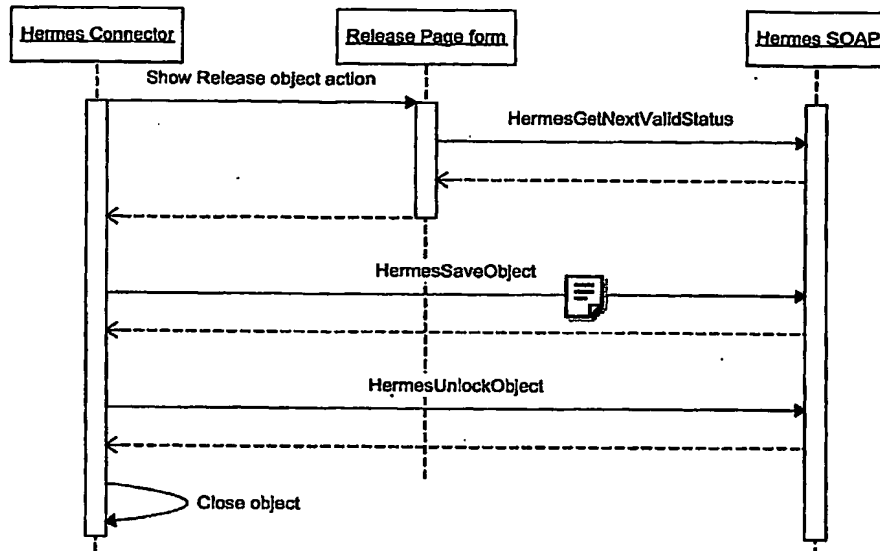 Hermes Connector
Release Page form
Hermes SOAP
Show Release object action
HermesGetNextValidStatus
HermesSaveObject
HermesUnlockObject
Close object